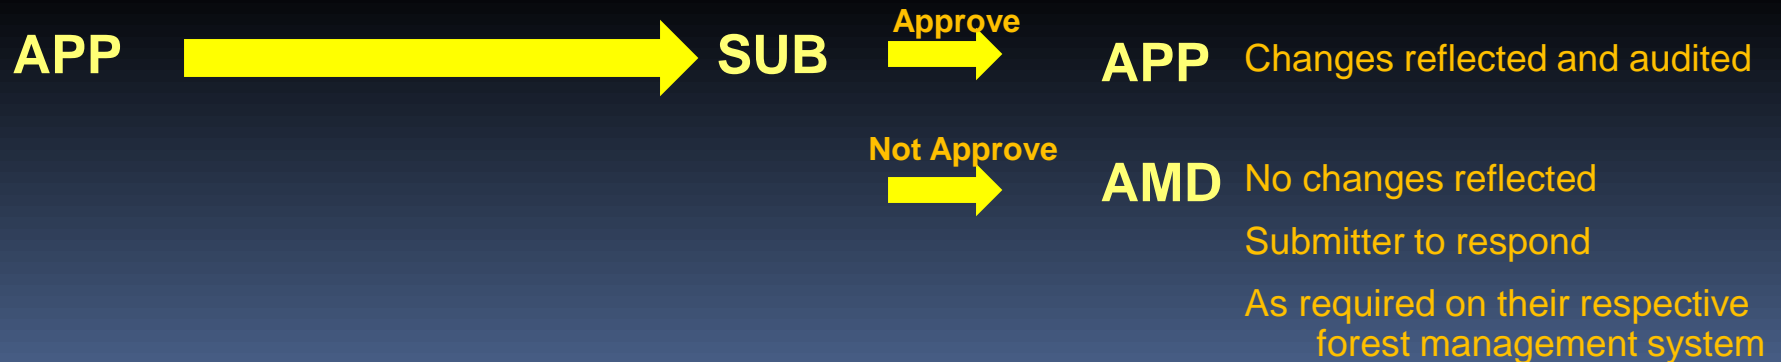 APP
SUB
Approve
APP
Changes reflected and audited
Not Approve
AMD
No changes reflected
Submitter to respond
As required on their respective
forest management system